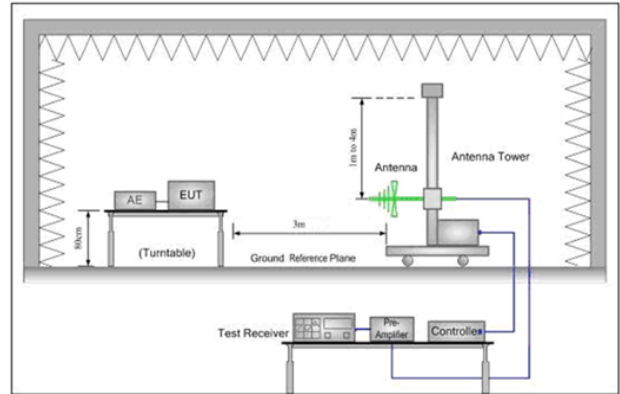 1m to 4m
Antenna
Antenna Tower
AE
EUT
80cm
(Turntable)
3m
Ground Reference Plane
Test Receiver
Pre-
Amplifier
Controller